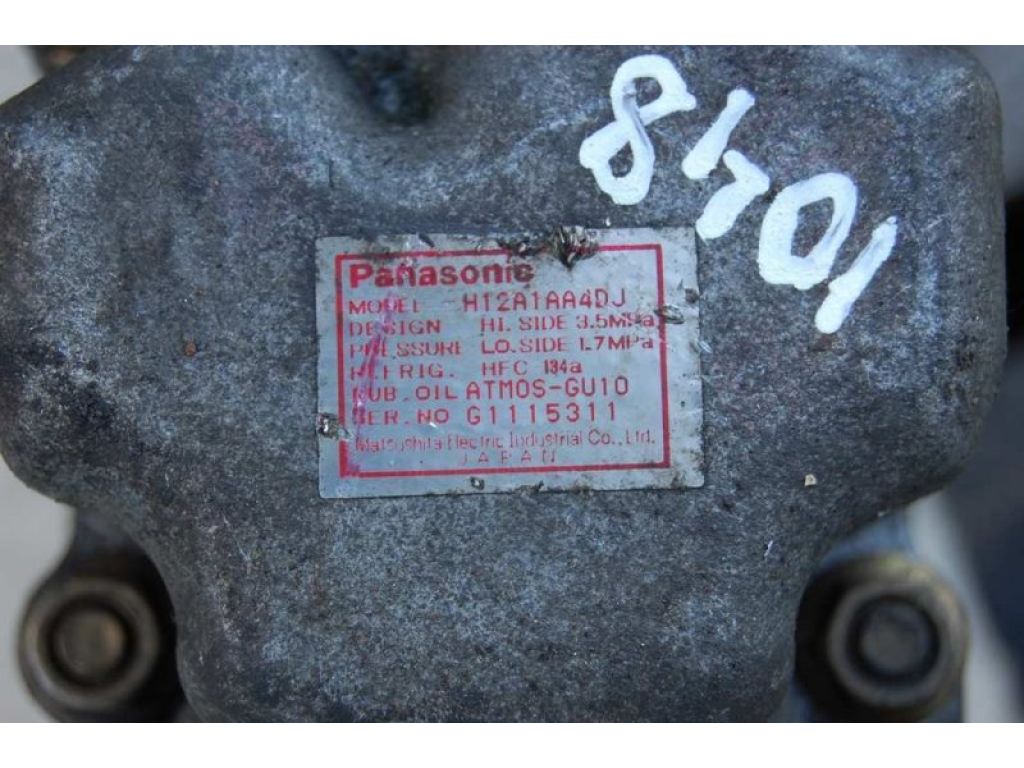 Panasonic
MODEL H12A1AA4DJ
DESIGN HI. SIDE 3.5MPa
PRESSURE LO. SIDE 1.7MPa
REFRIG. HFC 134a
LUB. OIL ATMOS-GU10
SER. NO G1115311
Matsushita Electric Industrial Co., Ltd.
JAPAN